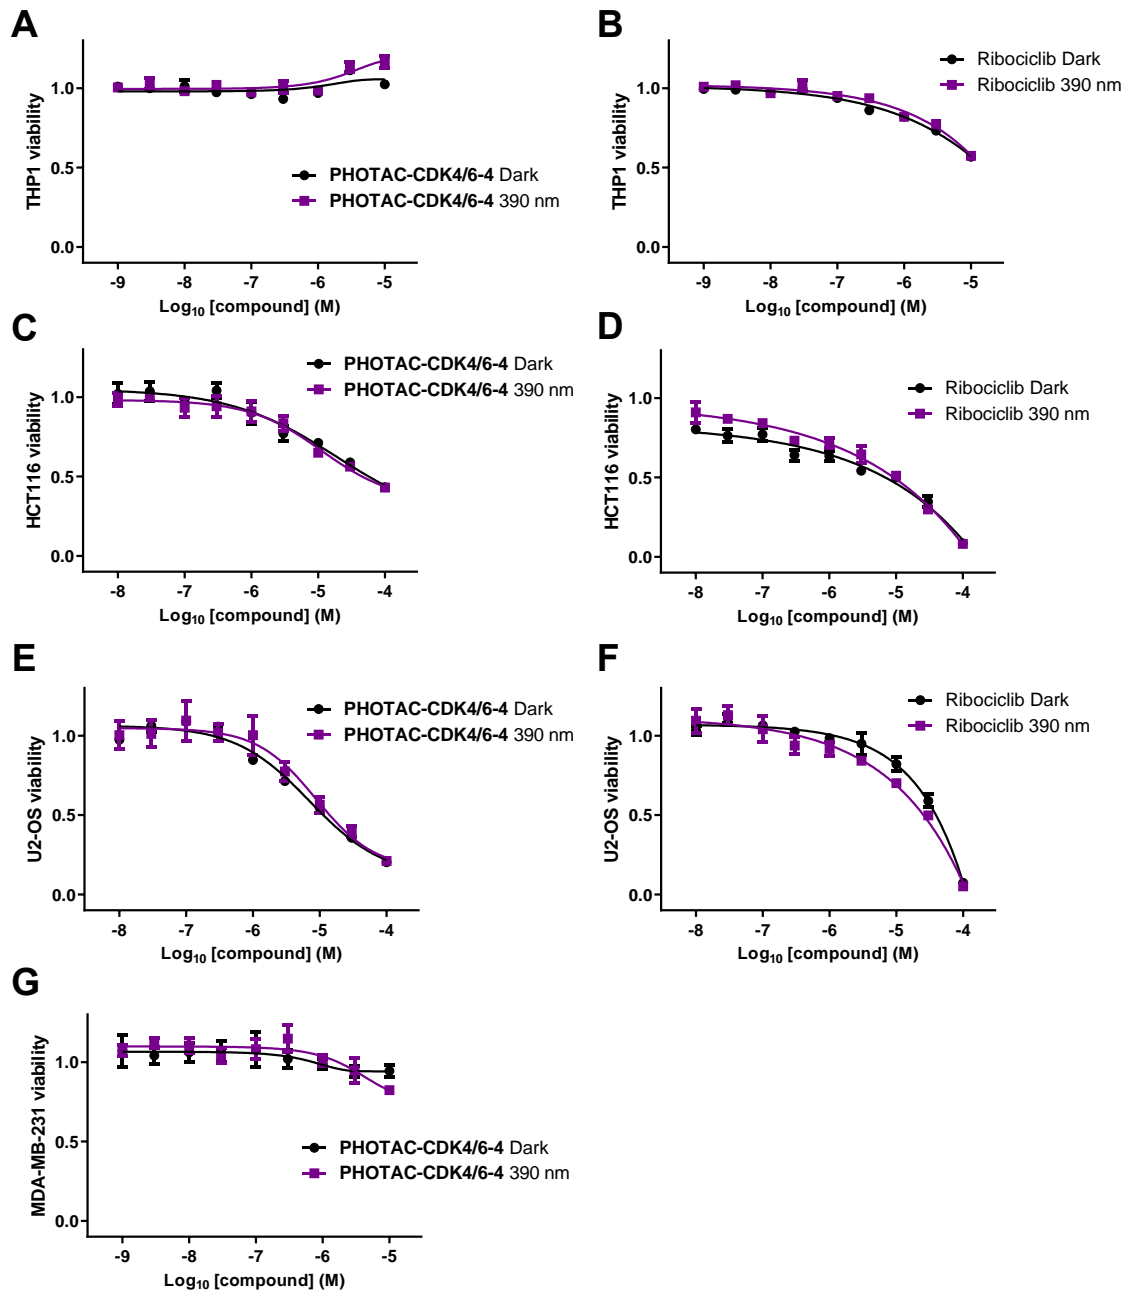 A
THP1 viability
1.0
0.5
0.0
PHOTAC-CDK4/6-4 Dark
PHOTAC-CDK4/6-4 390 nm
-9 -8 -7 -6 -5
Log10 [compound] (M)
B
THP1 viability
1.0
0.5
0.0
Ribociclib Dark
Ribociclib 390 nm
-9 -8 -7 -6 -5
Log10 [compound] (M)
C
HCT116 viability
1.0
0.5
0.0
PHOTAC-CDK4/6-4 Dark
PHOTAC-CDK4/6-4 390 nm
-8 -7 -6 -5 -4
Log10 [compound] (M)
D
HCT116 viability
1.0
0.5
0.0
Ribociclib Dark
Ribociclib 390 nm
-8 -7 -6 -5 -4
Log10 [compound] (M)
E
U2-OS viability
1.0
0.5
0.0
PHOTAC-CDK4/6-4 Dark
PHOTAC-CDK4/6-4 390 nm
-8 -7 -6 -5 -4
Log10 [compound] (M)
F
U2-OS viability
1.0
0.5
0.0
Ribociclib Dark
Ribociclib 390 nm
-8 -7 -6 -5 -4
Log10 [compound] (M)
G
MDA-MB-231 viability
1.0
0.5
0.0
PHOTAC-CDK4/6-4 Dark
PHOTAC-CDK4/6-4 390 nm
-9 -8 -7 -6 -5
Log10 [compound] (M)